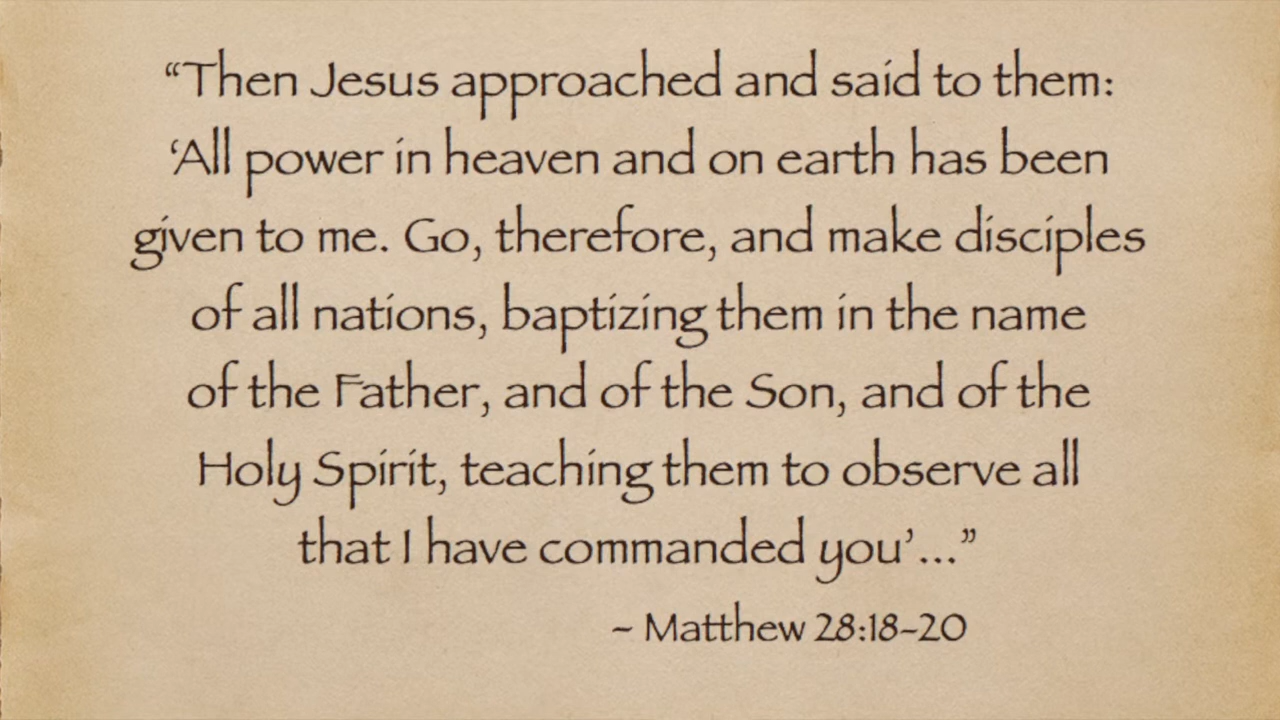 “Then Jesus approached and said to them:
‘All power in heaven and on earth has been
given to me. Go, therefore, and make disciples
of all nations, baptizing them in the name
of the Father, and of the Son, and of the
Holy Spirit, teaching them to observe all
that I have commanded you’...”
~ Matthew 28:18-20